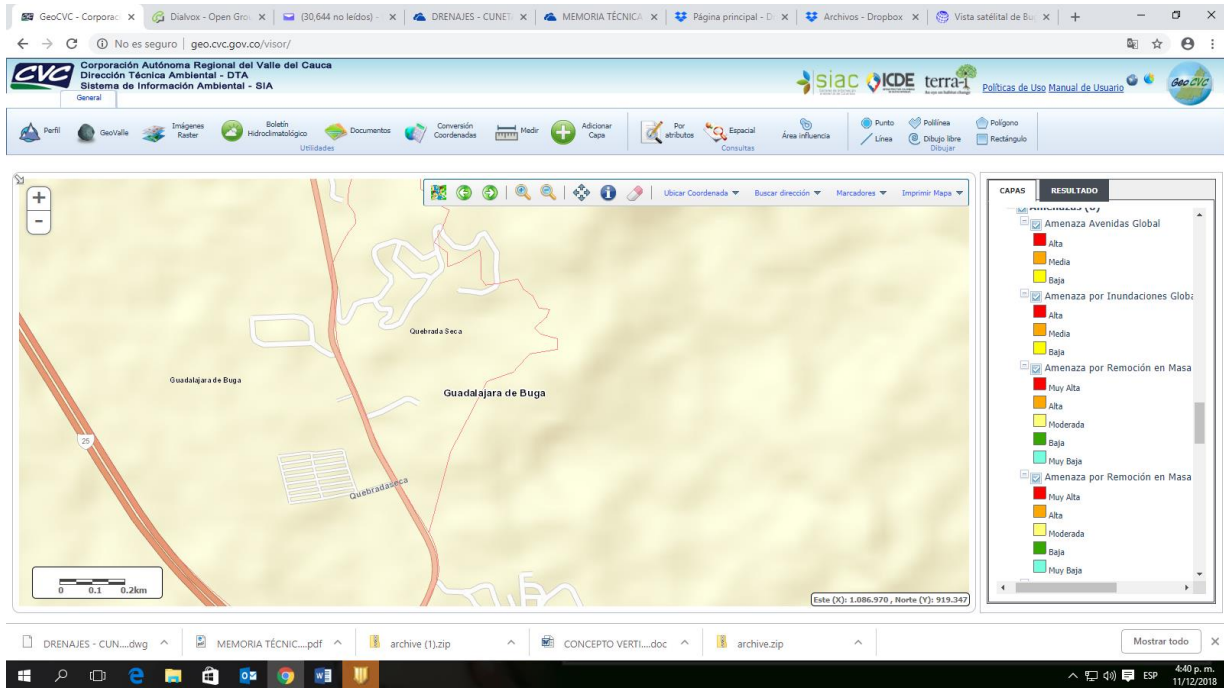 GeoCVC - Corporac
Dialvox - Open Grou
(30,644 no leídos) -
DRENAJES - CUNET
MEMORIA TÉCNICA
Página principal - D
Archivos - Dropbox
Vista satélital de Bug
No es seguro | geo.cvc.gov.co/visor/
CVC
Corporación Autónoma Regional del Valle del Cauca
Dirección Técnica Ambiental - DTA
Sistema de Información Ambiental - SIA
General
siac
ICDE
terra-i
Políticas de Uso Manual de Usuario
Geo CVC
Perfil
GeoValle
Imágenes Raster
Boletín Hidroclimatológico
Documentos
Conversión Coordenadas
Medir
Adicionar Capa
Utilidades
Por atributos
Espacial
Área influencia
Consultas
Punto
Polilínea
Polígono
Línea
Dibujo libre
Rectángulo
Dibujar
Ubicar Coordenada
Buscar dirección
Marcadores
Imprimir Mapa
+
-
Quebrada Seca
Guadalajara de Buga
Guadalajara de Buga
25
Quebradaseca
0 0.1 0.2km
Este (X): 1.086.970 , Norte (Y): 919.347
CAPAS
RESULTADO
Amenazas (6)
Amenaza Avenidas Global
Alta
Media
Baja
Amenaza por Inundaciones Globa
Alta
Media
Baja
Amenaza por Remoción en Masa
Muy Alta
Alta
Moderada
Baja
Muy Baja
Amenaza por Remoción en Masa
Muy Alta
Alta
Moderada
Baja
Muy Baja
DRENAJES - CUN....dwg
MEMORIA TÉCNIC....pdf
archive (1).zip
CONCEPTO VERTI....doc
archive.zip
Mostrar todo
ESP
4:40 p. m.
11/12/2018